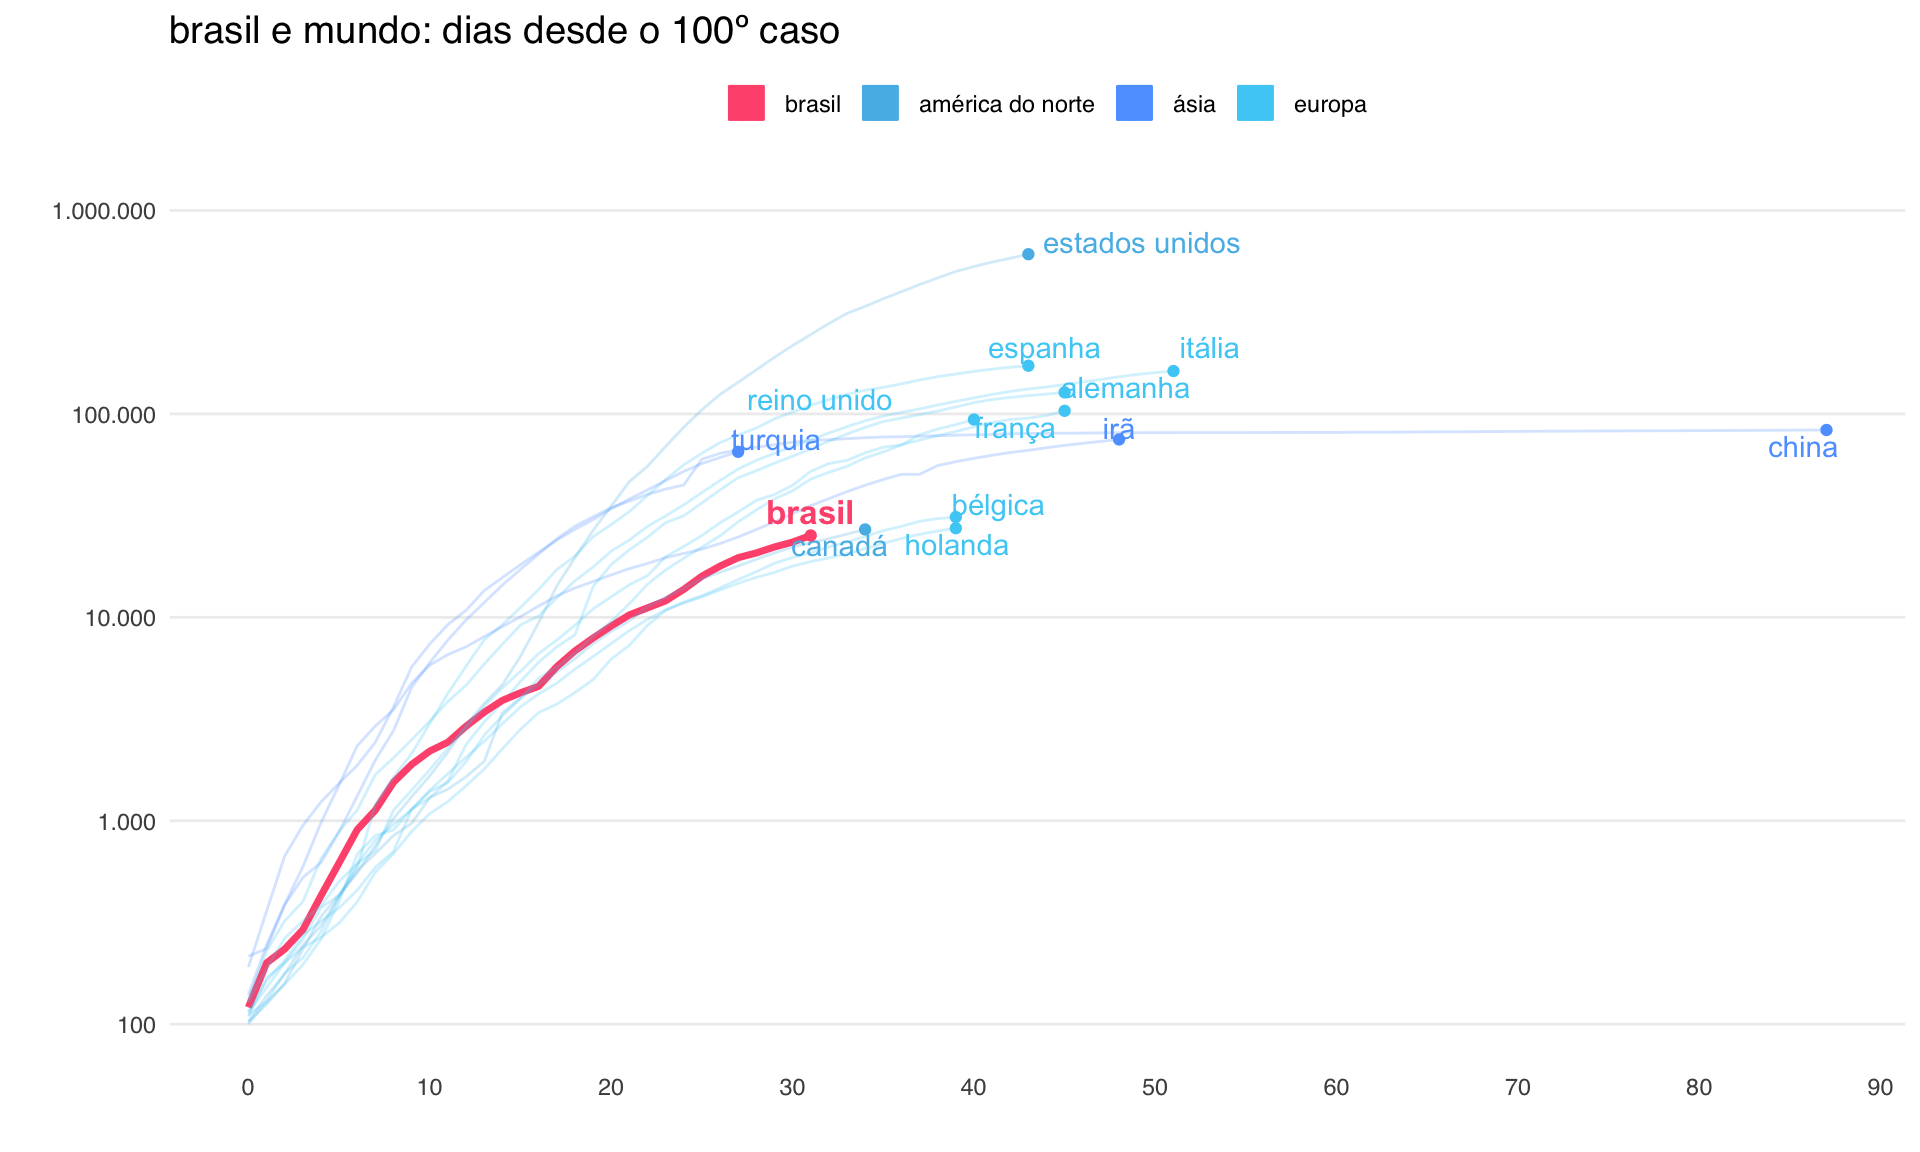 brasil e mundo: dias desde o 100º caso
brasil américa do norte ásia europa
1.000.000
estados unidos
espanha itália
alemanha
reino unido
100.000
frança irã
turquia
china
bélgica
brasil
canadá holanda
10.000
1.000
100
0 10 20 30 40 50 60 70 80 90